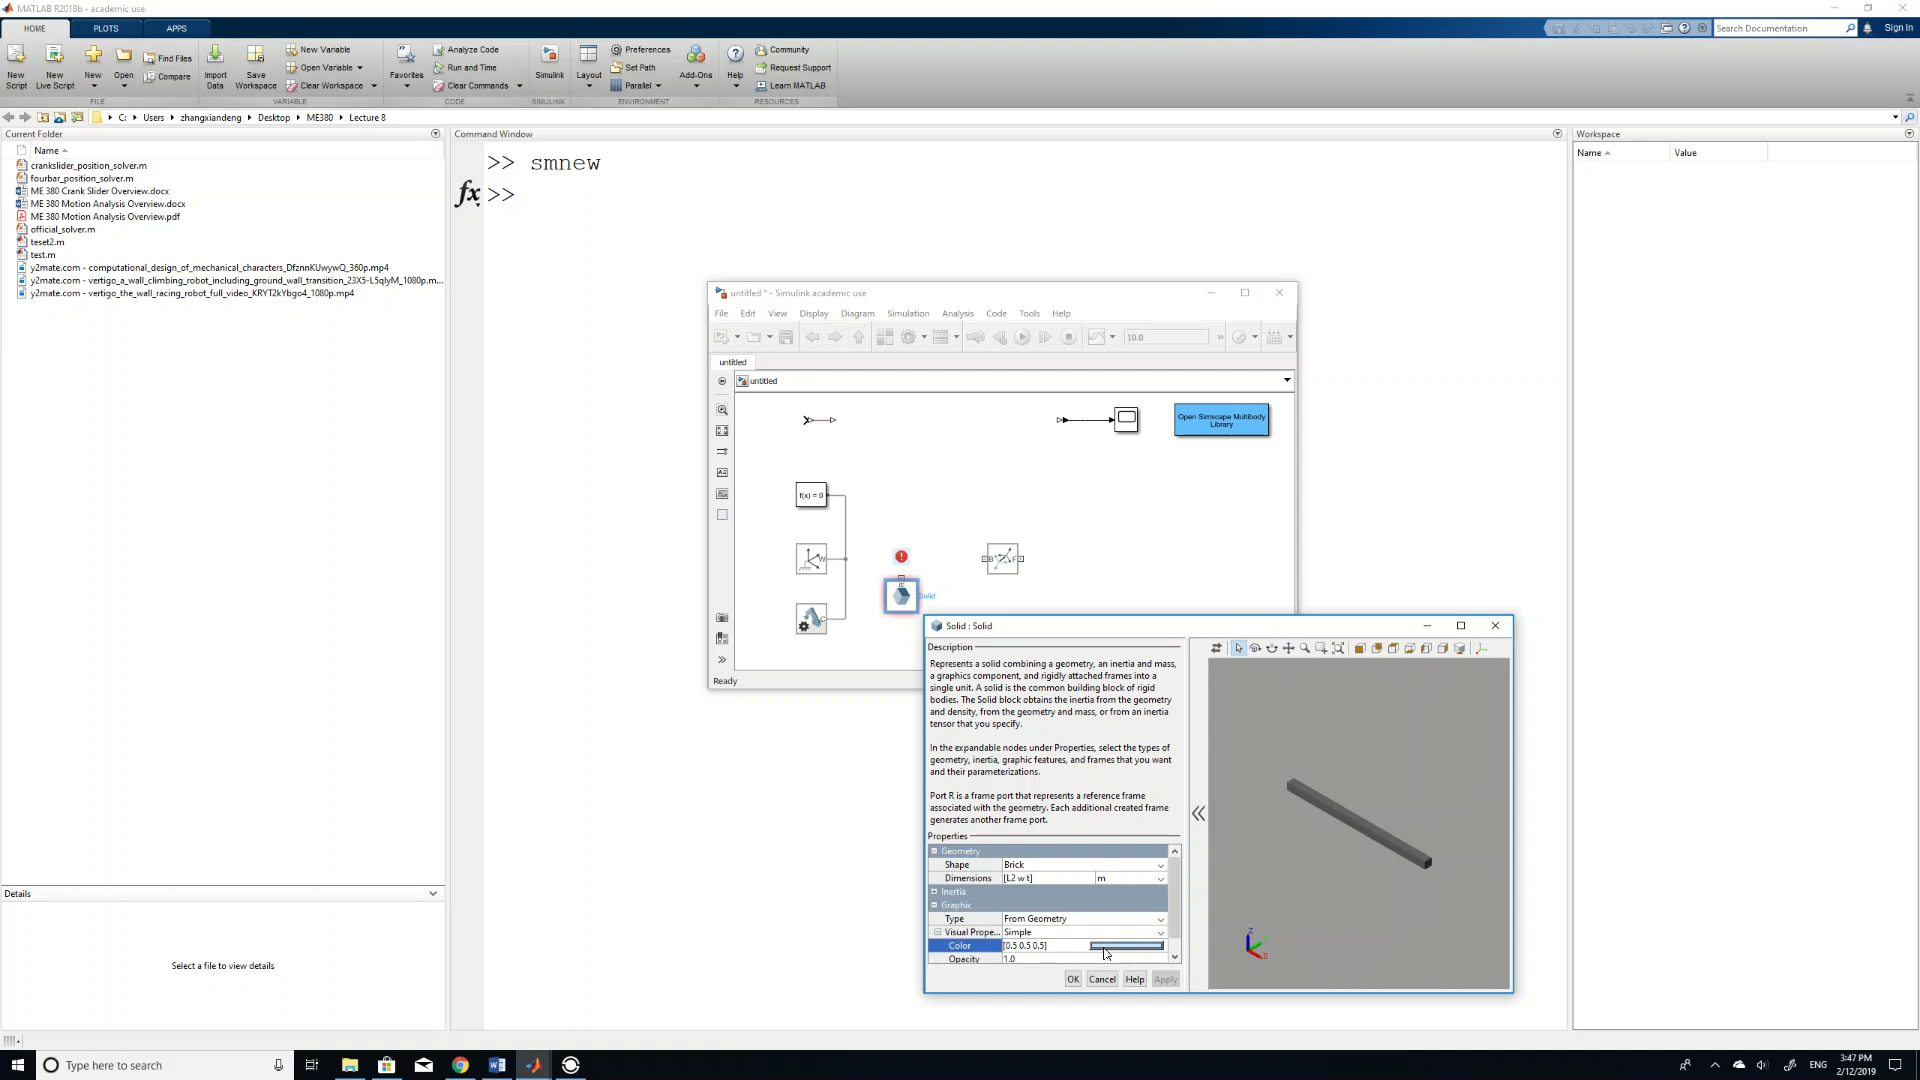 MATLAB R2018b - academic use
HOME PLOTS APPS
Search Documentation
Sign In
New Script
New Live Script
New
Open
Find Files
Compare
Import Data
Save Workspace
New Variable
Open Variable
Clear Workspace
Favorites
Analyze Code
Run and Time
Clear Commands
Simulink
Layout
Preferences
Set Path
Parallel
Add-Ons
Help
Community
Request Support
Learn MATLAB
FILE VARIABLE CODE SIMULINK ENVIRONMENT RESOURCES
C: Users zhangxiandeng Desktop ME380 Lecture 8
Current Folder
Name
crankslider_position_solver.m
fourbar_position_solver.m
ME 380 Crank Slider Overview.docx
ME 380 Motion Analysis Overview.docx
ME 380 Motion Analysis Overview.pdf
official_solver.m
teset2.m
test.m
y2mate.com - computational_design_of_mechanical_characters_DfznnKUwywQ_360p.mp4
y2mate.com - vertigo_a_wall_climbing_robot_including_ground_wall_transition_23X5-L5qlyM_1080p.m...
y2mate.com - vertigo_the_wall_racing_robot_full_video_KRYT2kYbgo4_1080p.mp4
Details
Select a file to view details
Command Window
>> smnew
fx >>
Workspace
Name Value
untitled * - Simulink academic use
File Edit View Display Diagram Simulation Analysis Code Tools Help
10.0
untitled
untitled
Open Simscape Multibody
Library
f(x) = 0
W
B F
R
Solid
C
Ready
Solid : Solid
Description
Represents a solid combining a geometry, an inertia and mass,
a graphics component, and rigidly attached frames into a
single unit. A solid is the common building block of rigid
bodies. The Solid block obtains the inertia from the geometry
and density, from the geometry and mass, or from an inertia
tensor that you specify.
In the expandable nodes under Properties, select the types of
geometry, inertia, graphic features, and frames that you want
and their parameterizations.
Port R is a frame port that represents a reference frame
associated with the geometry. Each additional created frame
generates another frame port.
Properties
Geometry
Shape Brick
Dimensions [L2 w t] m
Inertia
Graphic
Type From Geometry
Visual Prope... Simple
Color [0.5 0.5 0.5]
Opacity 1.0
OK Cancel Help Apply
Z
Y
X
Type here to search
ENG
3:47 PM
2/12/2019